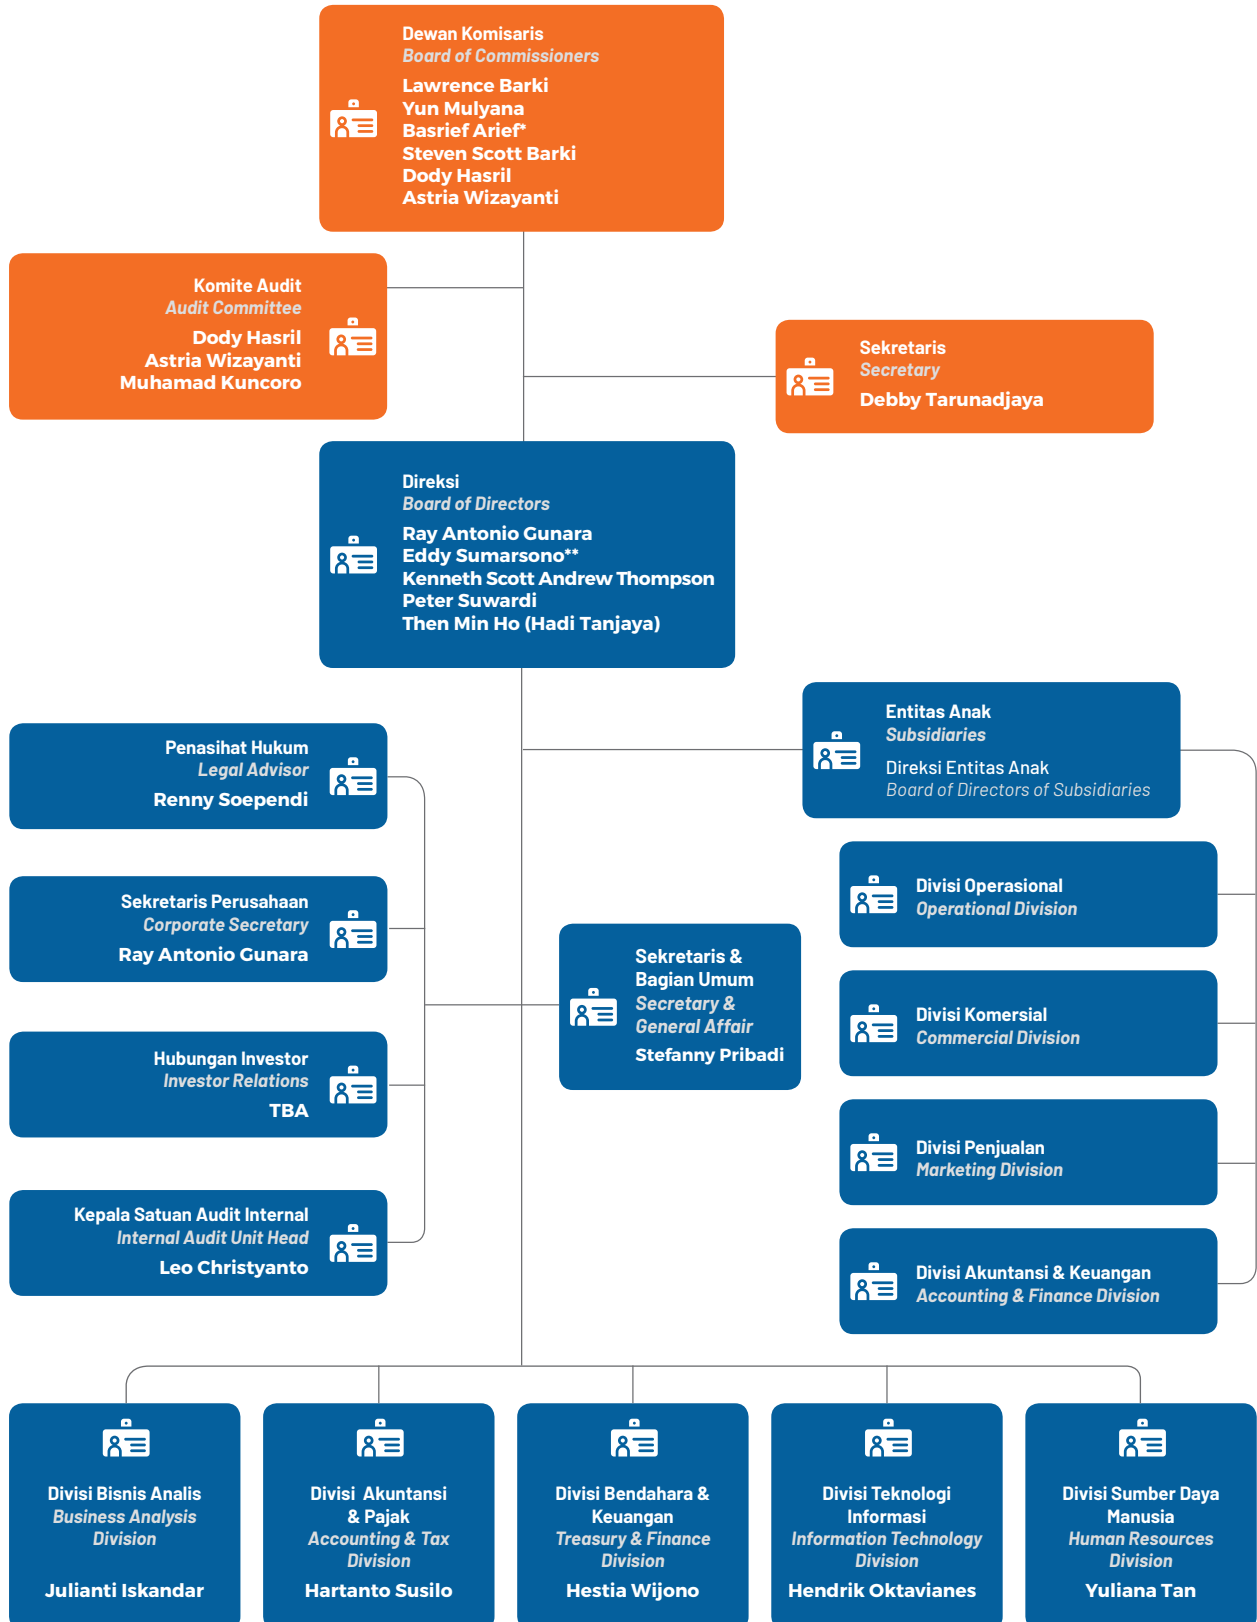 Dewan Komisaris
Board of Commissioners
Lawrence Barki
Yun Mulyana
Basrief Arief*
Steven Scott Barki
Dody Hasril
Astria Wizayanti
Komite Audit
Audit Committee
Dody Hasril
Astria Wizayanti
Muhamad Kuncoro
Sekretaris
Secretary
Debby Tarunadjaya
Direksi
Board of Directors
Ray Antonio Gunara
Eddy Sumarsono**
Kenneth Scott Andrew Thompson
Peter Suwardi
Then Min Ho (Hadi Tanjaya)
Entitas Anak
Subsidiaries
Direksi Entitas Anak
Board of Directors of Subsidiaries
Penasihat Hukum
Legal Advisor
Renny Soependi
Sekretaris Perusahaan
Corporate Secretary
Ray Antonio Gunara
Hubungan Investor
Investor Relations
TBA
Kepala Satuan Audit Internal
Internal Audit Unit Head
Leo Christyanto
Sekretaris &
Bagian Umum
Secretary &
General Affair
Stefanny Pribadi
Divisi Operasional
Operational Division
Divisi Komersial
Commercial Division
Divisi Penjualan
Marketing Division
Divisi Akuntansi & Keuangan
Accounting & Finance Division
Divisi Bisnis Analis
Business Analysis
Division
Julianti Iskandar
Divisi Akuntansi
& Pajak
Accounting & Tax
Division
Hartanto Susilo
Divisi Bendahara &
Keuangan
Treasury & Finance
Division
Hestia Wijono
Divisi Teknologi
Informasi
Information Technology
Division
Hendrik Oktavianes
Divisi Sumber Daya
Manusia
Human Resources
Division
Yuliana Tan